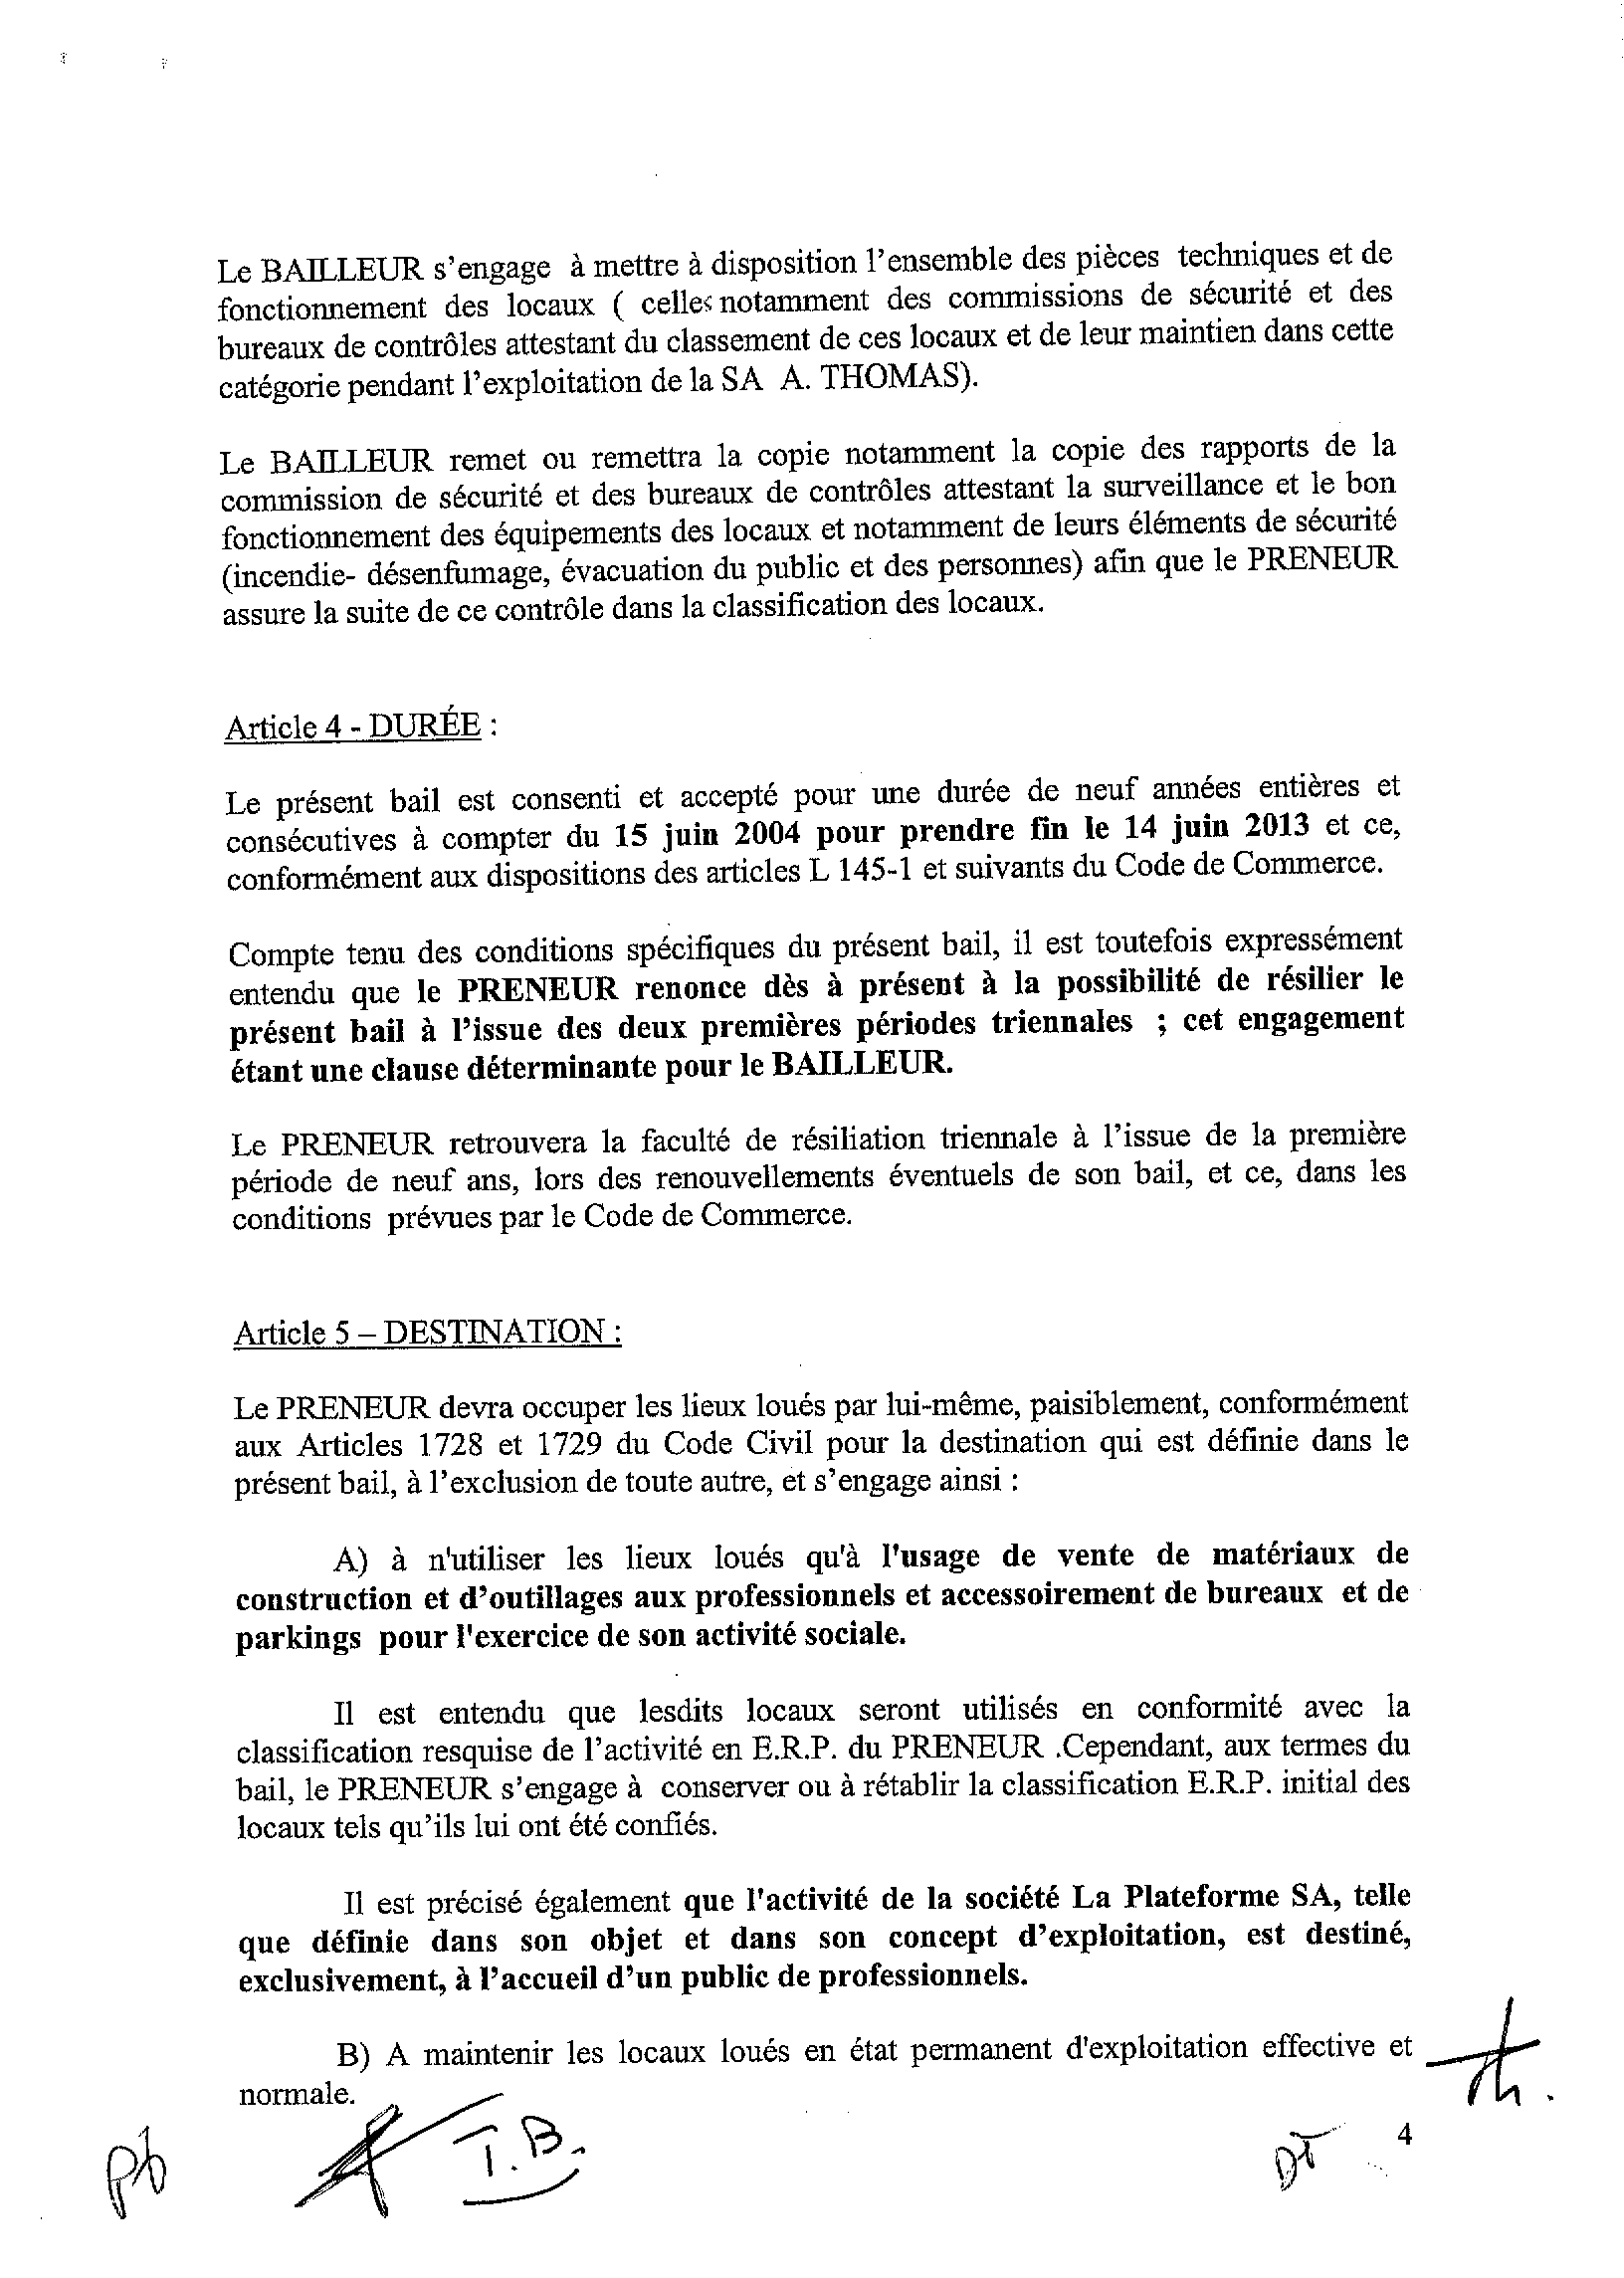 Le BAILLEUR s'engage à mettre à disposition l'ensemble des pièces techniques et de
fonctionnement des locaux ( celles notamment des commissions de sécurité et des
bureaux de contrôles attestant du classement de ces locaux et de leur maintien dans cette
catégorie pendant l'exploitation de la SA A. THOMAS).
Le BAILLEUR remet ou remettra la copie notamment la copie des rapports de la
commission de sécurité et des bureaux de contrôles attestant la surveillance et le bon
fonctionnement des équipements des locaux et notamment de leurs éléments de sécurité
(incendie- désenfumage, évacuation du public et des personnes) afin que le PRENEUR
assure la suite de ce contrôle dans la classification des locaux.
Article 4 - DURÉE :
Le présent bail est consenti et accepté pour une durée de neuf années entières et
consécutives à compter du 15 juin 2004 pour prendre fin le 14 juin 2013 et ce,
conformément aux dispositions des articles L 145-1 et suivants du Code de Commerce.
Compte tenu des conditions spécifiques du présent bail, il est toutefois expressément
entendu que le PRENEUR renonce dès à présent à la possibilité de résilier le
présent bail à l'issue des deux premières périodes triennales ; cet engagement
étant une clause déterminante pour le BAILLEUR.
Le PRENEUR retrouvera la faculté de résiliation triennale à l'issue de la première
période de neuf ans, lors des renouvellements éventuels de son bail, et ce, dans les
conditions prévues par le Code de Commerce.
Article 5 – DESTINATION :
Le PRENEUR devra occuper les lieux loués par lui-même, paisiblement, conformément
aux Articles 1728 et 1729 du Code Civil pour la destination qui est définie dans le
présent bail, à l'exclusion de toute autre, et s'engage ainsi :
A) à n'utiliser les lieux loués qu'à l'usage de vente de matériaux de
construction et d'outillages aux professionnels et accessoirement de bureaux et de
parkings pour l'exercice de son activité sociale.
Il est entendu que lesdits locaux seront utilisés en conformité avec la
classification resquise de l'activité en E.R.P. du PRENEUR .Cependant, aux termes du
bail, le PRENEUR s'engage à conserver ou à rétablir la classification E.R.P. initial des
locaux tels qu'ils lui ont été confiés.
Il est précisé également que l'activité de la société La Plateforme SA, telle
que définie dans son objet et dans son concept d'exploitation, est destiné,
exclusivement, à l'accueil d'un public de professionnels.
B) A maintenir les locaux loués en état permanent d'exploitation effective et
normale.
Pb T.B. DT 4